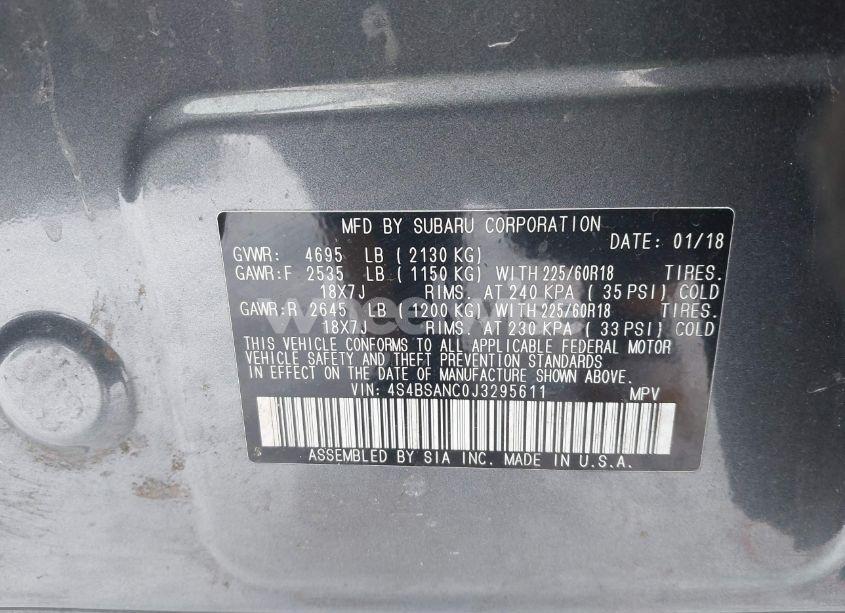 MFD BY SUBARU CORPORATION
DATE: 01/18
GVWR: 4695 LB ( 2130 KG)
GAWR:F 2535 LB ( 1150 KG) WITH 225/60R18 TIRES.
18X7J RIMS. AT 240 KPA ( 35 PSI) COLD
GAWR:R 2645 LB ( 1200 KG) WITH 225/60R18 TIRES.
18X7J RIMS. AT 230 KPA ( 33 PSI) COLD
THIS VEHICLE CONFORMS TO ALL APPLICABLE FEDERAL MOTOR
VEHICLE SAFETY AND THEFT PREVENTION STANDARDS
IN EFFECT ON THE DATE OF MANUFACTURE SHOWN ABOVE.
VIN: 4S4BSANC0J3295611 MPV
ASSEMBLED BY SIA INC. MADE IN U.S.A.